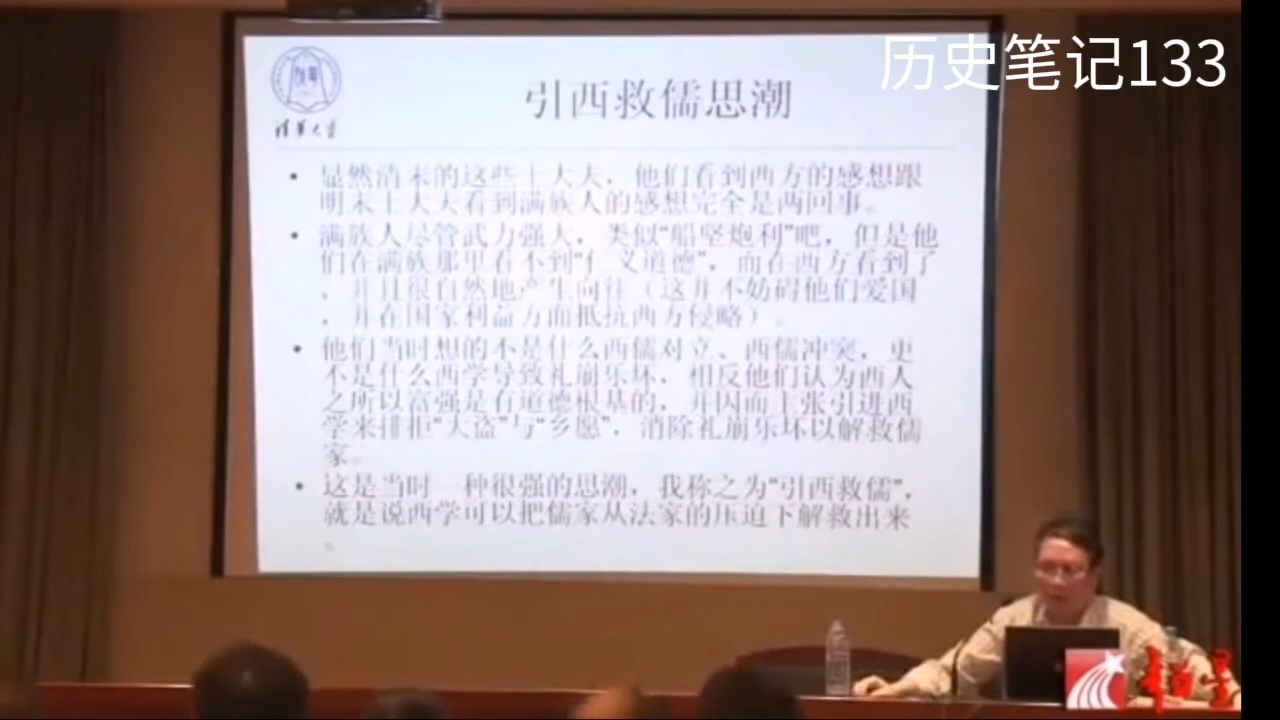 历史笔记133
清华大学
引西救儒思潮
• 显然清末的这些士大夫，他们看到西方的感想跟
明末士大夫看到满族人的感想完全是两回事。
• 满族人尽管武力强大，类似“船坚炮利”吧，但是他
们在满族那里看不到“仁义道德”，而在西方看到了
，并且很自然地产生向往（这并不妨碍他们爱国
，并在国家利益方面抵抗西方侵略）。
• 他们当时想的不是什么西儒对立、西儒冲突，更
不是什么西学导致礼崩乐坏，相反他们认为西人
之所以富强是有道德根基的，并因而主张引进西
学来排拒“大盗”与“乡愿”，消除礼崩乐坏以解救儒
家。
• 这是当时一种很强的思潮，我称之为“引西救儒”，
就是说西学可以把儒家从法家的压迫下解救出来
。